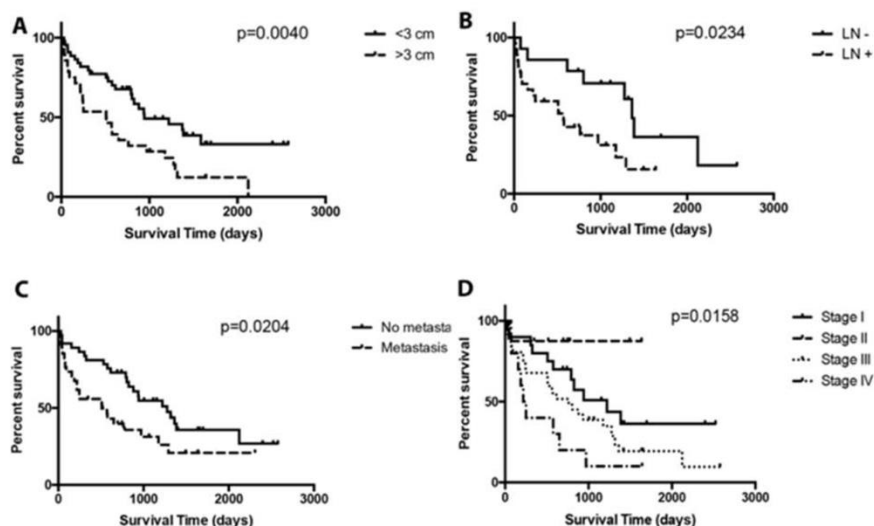 A
p=0.0040
<3 cm
>3 cm
100
50
0
Percent survival
0 1000 2000 3000
Survival Time (days)
B
p=0.0234
LN -
LN +
100
50
0
Percent survival
0 1000 2000 3000
Survival Time (days)
C
p=0.0204
No metasta
Metastasis
100
50
0
Percent survival
0 1000 2000 3000
Survival Time (days)
D
p=0.0158
Stage I
Stage II
Stage III
Stage IV
100
50
0
Percent survival
0 1000 2000 3000
Survival Time (days)